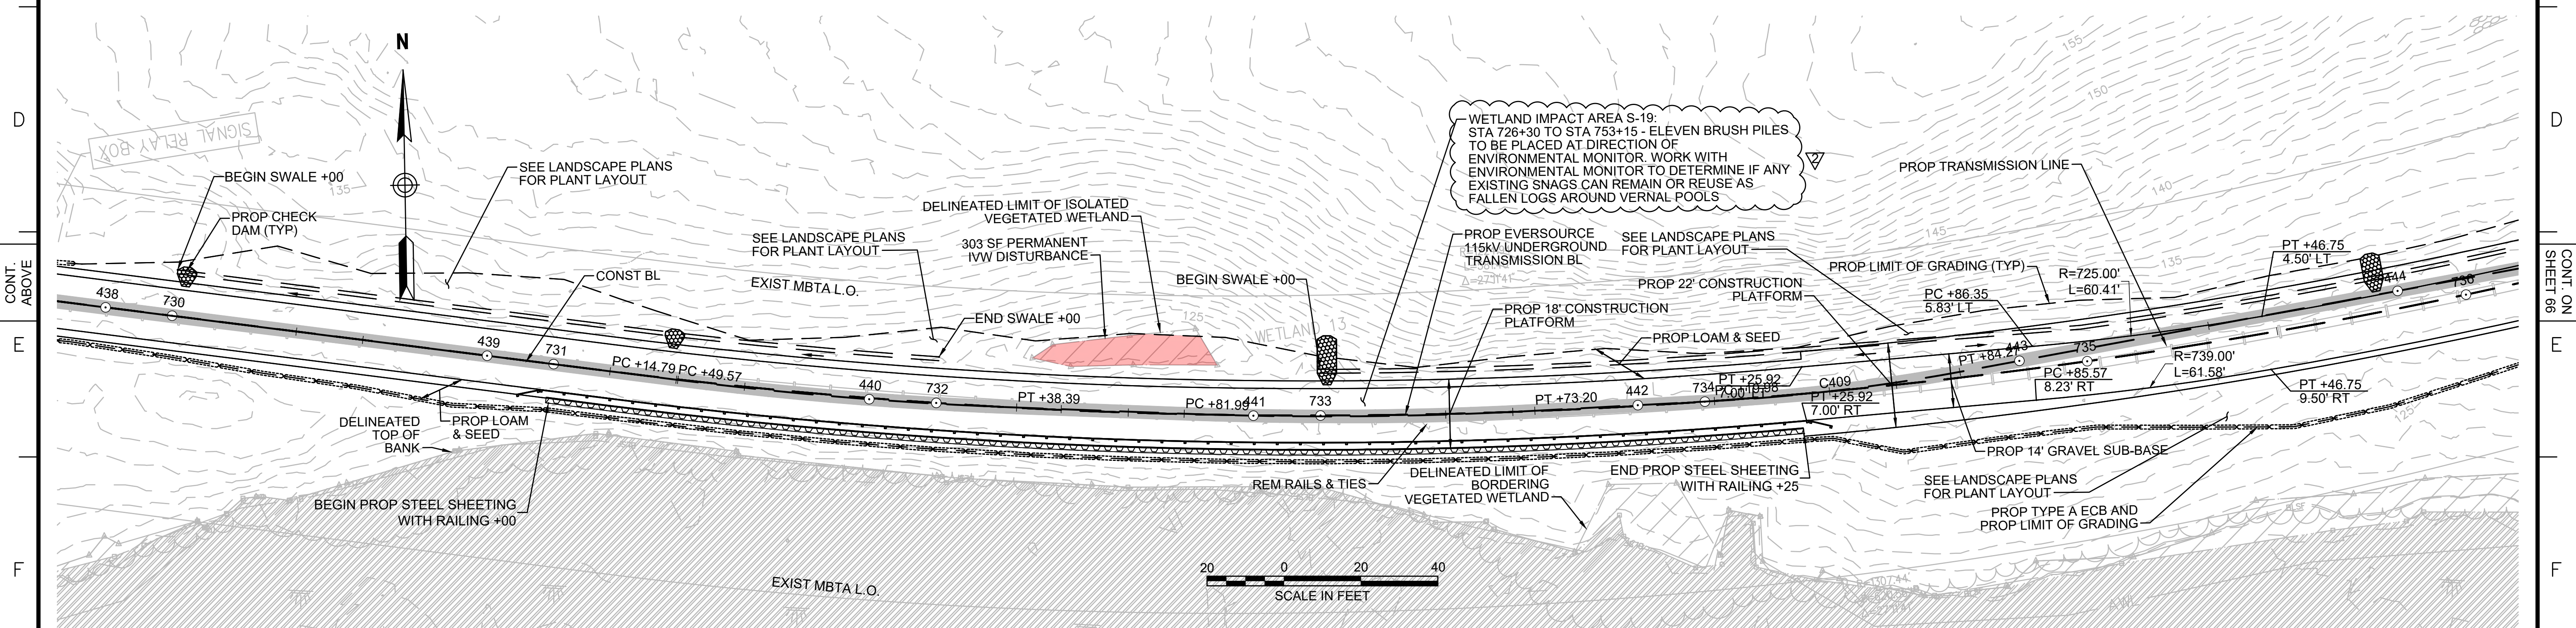 N
D
D
155
150
WETLAND IMPACT AREA S-19:
STA 726+30 TO STA 753+15 - ELEVEN BRUSH PILES
TO BE PLACED AT DIRECTION OF
ENVIRONMENTAL MONITOR. WORK WITH
ENVIRONMENTAL MONITOR TO DETERMINE IF ANY
EXISTING SNAGS CAN REMAIN OR REUSE AS
FALLEN LOGS AROUND VERNAL POOLS
2
SIGNAL RELAY BOX
BEGIN SWALE +00
135
SEE LANDSCAPE PLANS
FOR PLANT LAYOUT
PROP TRANSMISSION LINE
140
PROP CHECK
DAM (TYP)
DELINEATED LIMIT OF ISOLATED
VEGETATED WETLAND
SEE LANDSCAPE PLANS
FOR PLANT LAYOUT
303 SF PERMANENT
IVW DISTURBANCE
PROP EVERSOURCE
115kV UNDERGROUND
TRANSMISSION BL
SEE LANDSCAPE PLANS
FOR PLANT LAYOUT
145
PT +46.75
4.50' LT
135
CONT.
ABOVE
CONT. ON
SHEET 66
CONST BL
EXIST MBTA L.O.
BEGIN SWALE +00
PROP 22' CONSTRUCTION
PLATFORM
PROP LIMIT OF GRADING (TYP)
R=725.00'
L=60.41'
PC +86.35
5.83' LT
444
736
438
730
END SWALE +00
125
WETLAND 13
PROP 18' CONSTRUCTION
PLATFORM
PROP LOAM & SEED
E
E
439
731
PC +14.79
PC +49.57
440
732
PT +38.39
PC +81.99
441
733
PT +73.20
442
734
PT +25.92
7.00' LT
C409
PT +25.92
7.00' RT
PT +84.27
443
735
PC +85.57
8.23' RT
R=739.00'
L=61.58'
PT +46.75
9.50' RT
125
DELINEATED
TOP OF
BANK
PROP LOAM
& SEED
PROP 14' GRAVEL SUB-BASE
REM RAILS & TIES
DELINEATED LIMIT OF
BORDERING
VEGETATED WETLAND
END PROP STEEL SHEETING
WITH RAILING +25
SEE LANDSCAPE PLANS
FOR PLANT LAYOUT
BEGIN PROP STEEL SHEETING
WITH RAILING +00
PROP TYPE A ECB AND
PROP LIMIT OF GRADING
F
F
EXIST MBTA L.O.
20 0 20 40
SCALE IN FEET
AWL